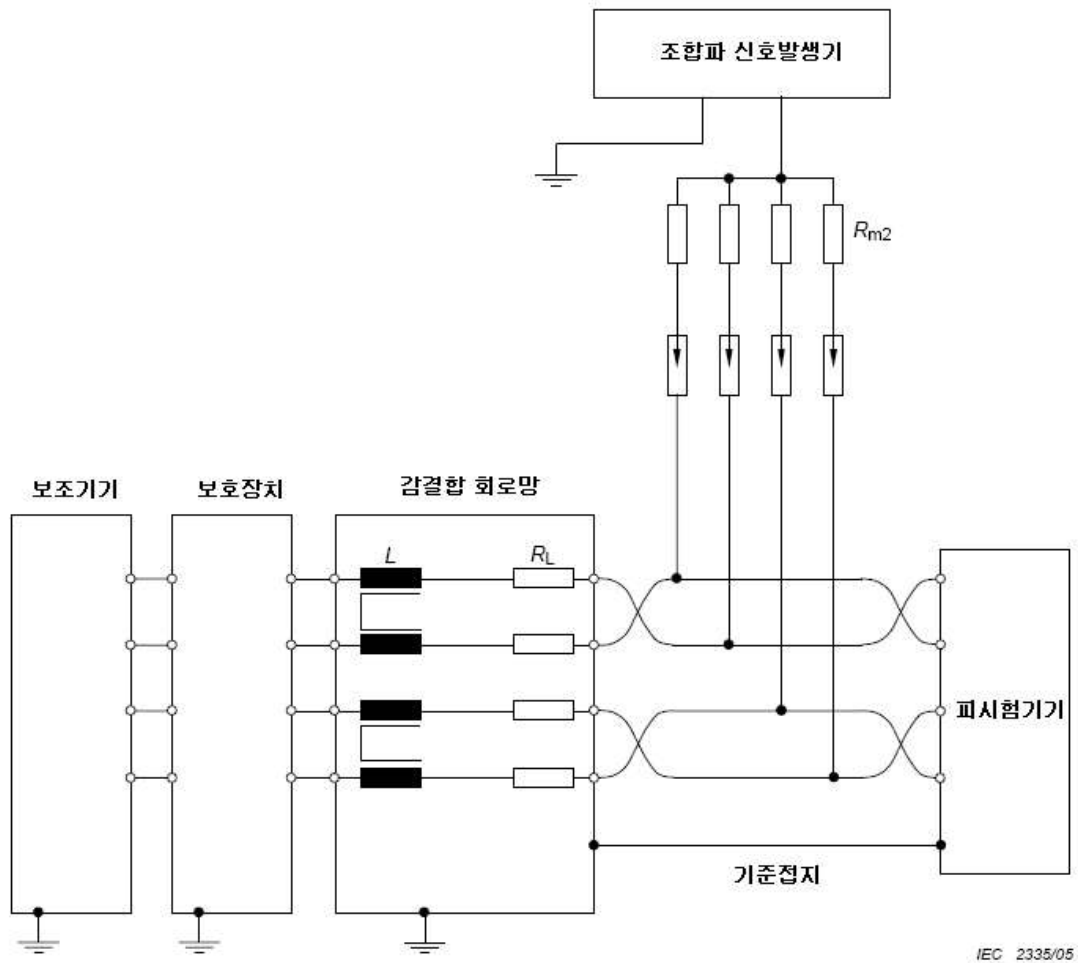 조합파 신호발생기
Rm2
보조기기
보호장치
감결합 회로망
L
RL
피시험기기
기준접지
IEC 2335/05